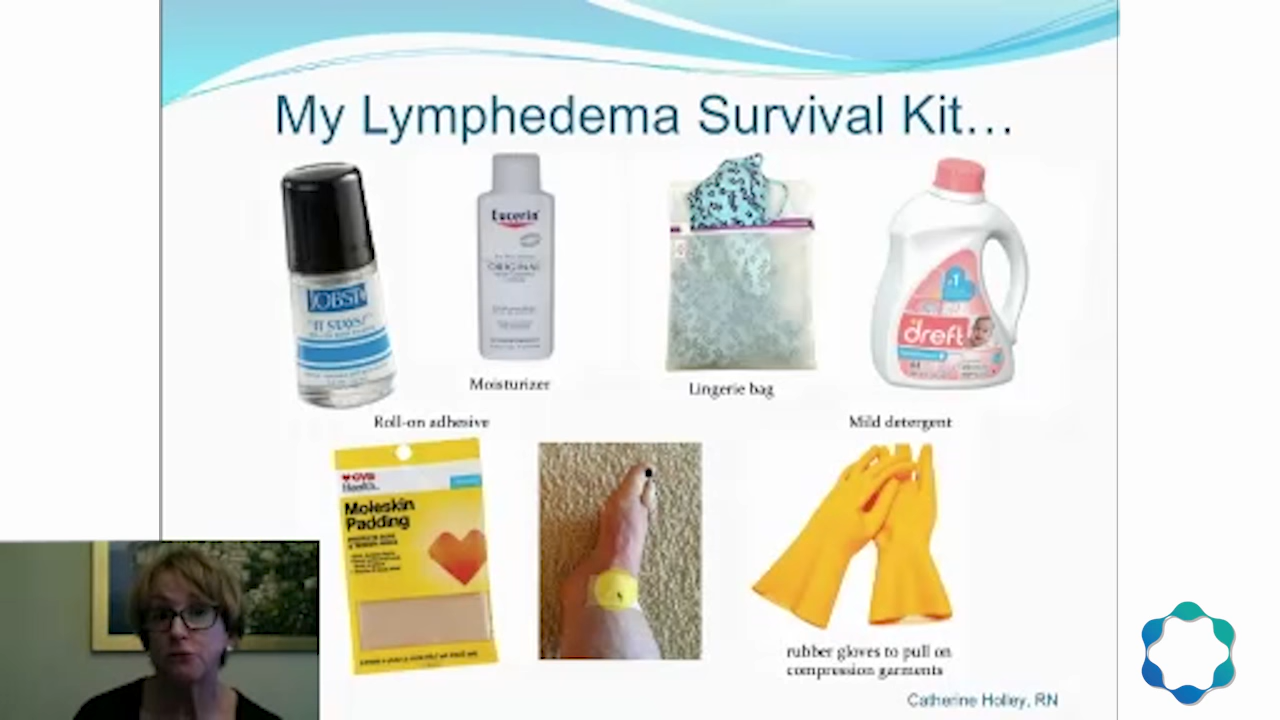 My Lymphedema Survival Kit...
JOBST
"IT STAYS!"
Eucerin
ORIGINAL
#1
dreft
Moisturizer
Lingerie bag
Roll-on adhesive
Mild detergent
CVS
Health
Moleskin
Padding
rubber gloves to pull on
compression garments
Catherine Holley, RN